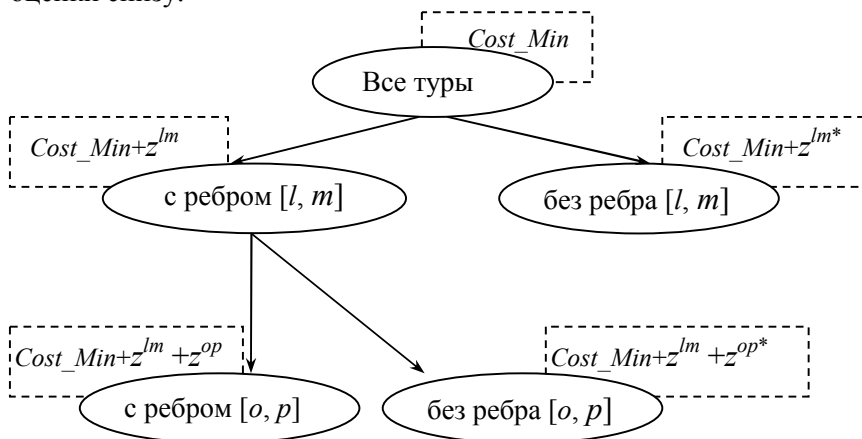 оценки снизу.
Cost_Min
Все туры
Cost_Min+z^{lm}
Cost_Min+z^{lm*}
с ребром [l, m]
без ребра [l, m]
Cost_Min+z^{lm} +z^{op}
Cost_Min+z^{lm} +z^{op*}
с ребром [o, p]
без ребра [o, p]